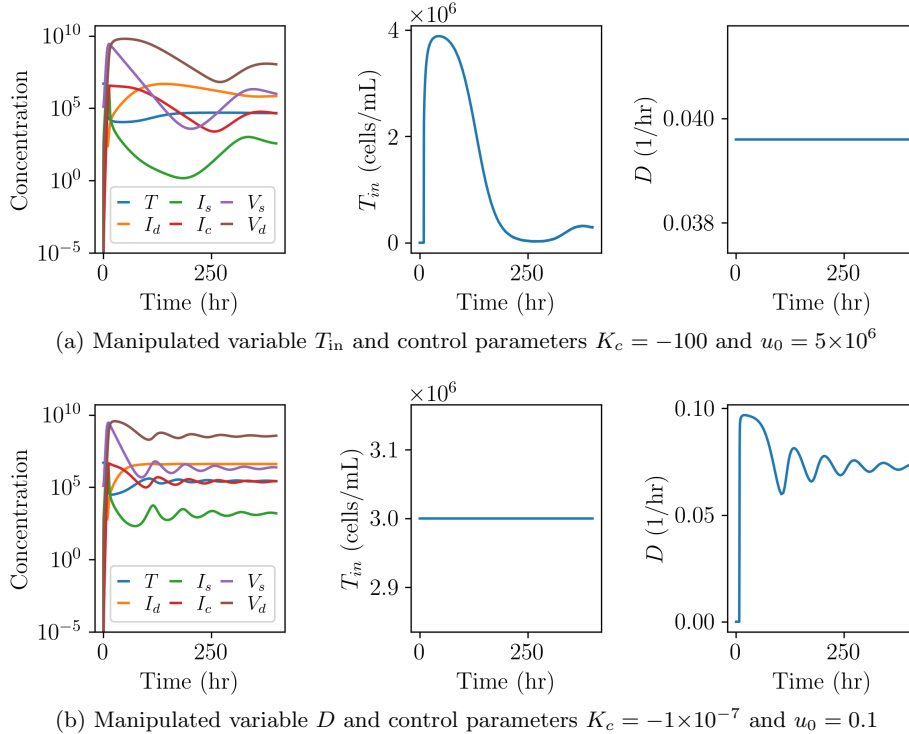 10^10
10^5
10^0
10^−5
Concentration
T I_s V_s
I_d I_c V_d
0 250
Time (hr)
×10^6
4
2
0
T_in (cells/mL)
0 250
Time (hr)
0.040
0.038
D (1/hr)
0 250
Time (hr)
(a) Manipulated variable T_in and control parameters K_c = −100 and u_0 = 5×10^6
10^10
10^5
10^0
10^−5
Concentration
T I_s V_s
I_d I_c V_d
0 250
Time (hr)
×10^6
3.1
3.0
2.9
T_in (cells/mL)
0 250
Time (hr)
0.10
0.05
0.00
D (1/hr)
0 250
Time (hr)
(b) Manipulated variable D and control parameters K_c = −1×10^−7 and u_0 = 0.1